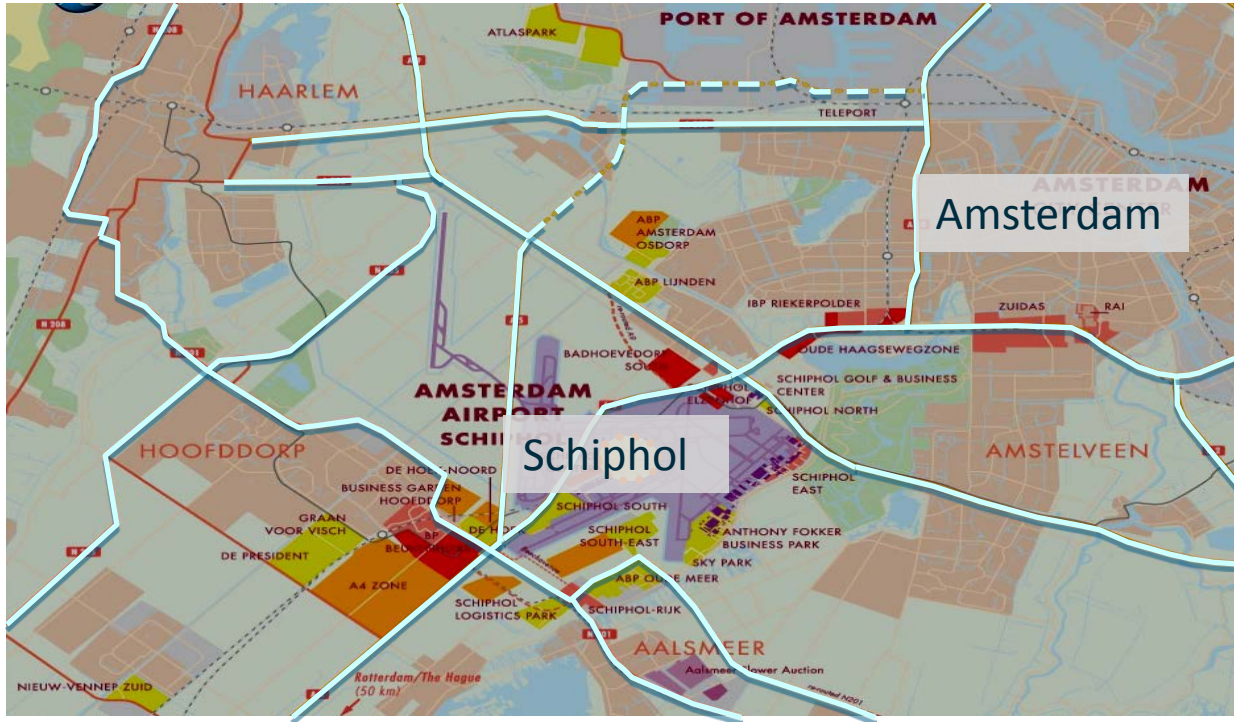 PORT OF AMSTERDAM
ATLASPARK
HAARLEM
TELEPORT
AMSTERDAM
Amsterdam
ABP
AMSTERDAM
OSDORP
ABP LIJNDEN
IBP RIEKERPOLDER
ZUIDAS
RAI
N 208
OUDE HAAGSEWEGZONE
BADHOEVEDORP
SCHIPHOL GOLF & BUSINESS
CENTER
SCHIPHOL NORTH
AMSTERDAM
AIRPORT
Schiphol
HOOFDDORP
AMSTELVEEN
DE HOEK-NOORD
BUSINESS GARDEN
HOOFDDORP
SCHIPHOL
EAST
GRAAN
VOOR VISCH
DE HOEK
SCHIPHOL SOUTH
SCHIPHOL
SOUTH-EAST
ANTHONY FOKKER
BUSINESS PARK
DE PRESIDENT
BP
SKY PARK
A4 ZONE
ABP OUDE MEER
SCHIPHOL
LOGISTICS PARK
SCHIPHOL-RIJK
AALSMEER
Aalsmeer Flower Auction
NIEUW-VENNEP ZUID
Rotterdam/The Hague
(50 km)
rerouted N201